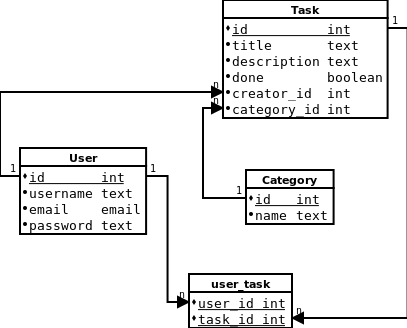 Task
1
id int
title text
description text
done boolean
n
creator_id int
n
category_id int
User
1
id int
1
username text
email email
password text
Category
1
id int
name text
user_task
n
user_id int
n
task_id int